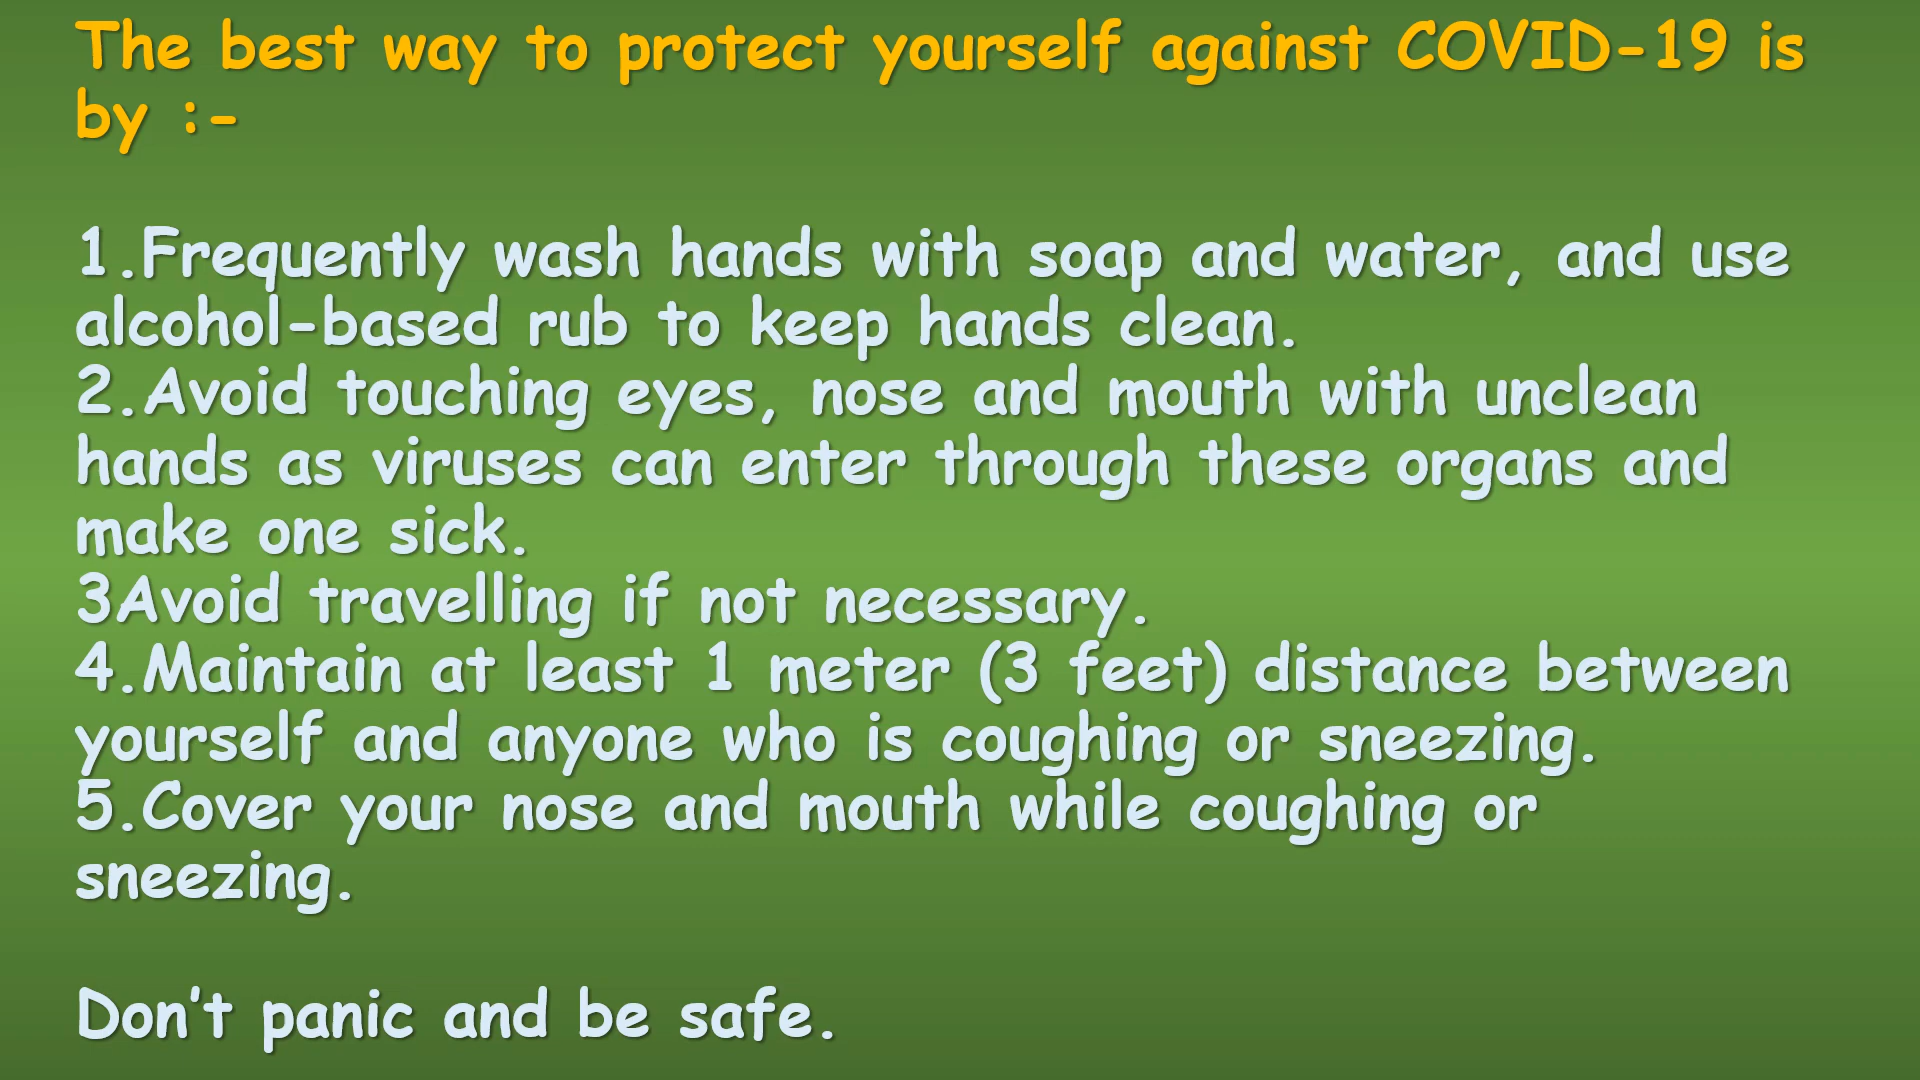 The best way to protect yourself against COVID-19 is
by :-
1.Frequently wash hands with soap and water, and use
alcohol-based rub to keep hands clean.
2.Avoid touching eyes, nose and mouth with unclean
hands as viruses can enter through these organs and
make one sick.
3Avoid travelling if not necessary.
4.Maintain at least 1 meter (3 feet) distance between
yourself and anyone who is coughing or sneezing.
5.Cover your nose and mouth while coughing or
sneezing.
Don't panic and be safe.